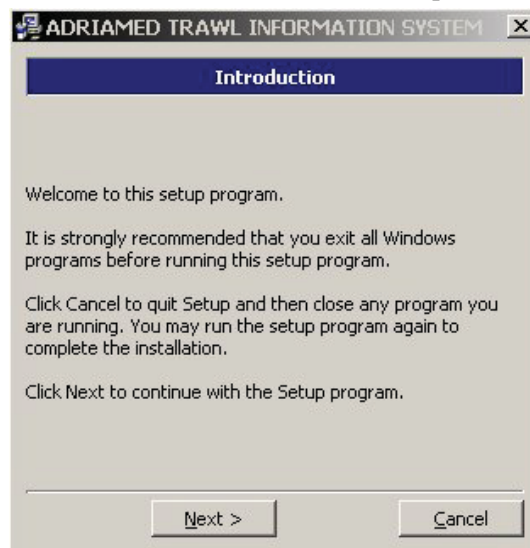 ADRIAMED TRAWL INFORMATION SYSTEM
Introduction
Welcome to this setup program.
It is strongly recommended that you exit all Windows
programs before running this setup program.
Click Cancel to quit Setup and then close any program you
are running. You may run the setup program again to
complete the installation.
Click Next to continue with the Setup program.
Next >
Cancel